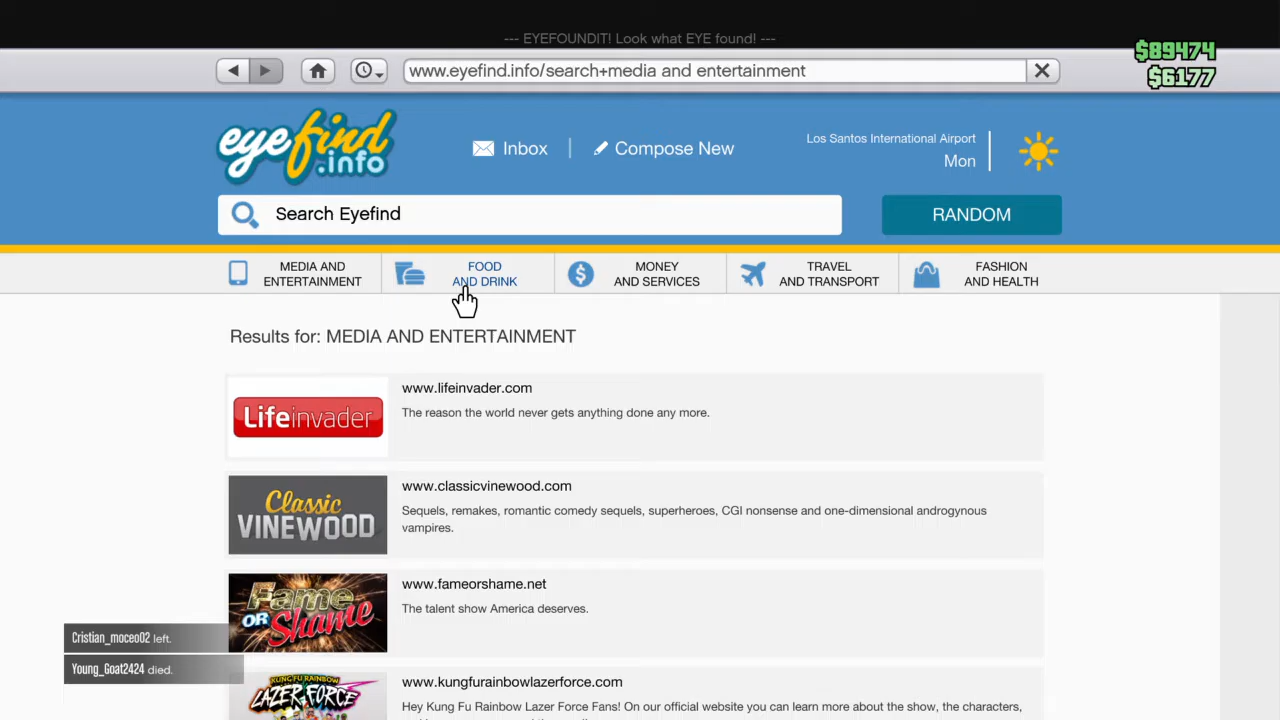 --- EYEFOUNDIT! Look what EYE found! ---
$89474
$6177
www.eyefind.info/search+media and entertainment
eyefind
.info
Inbox
Compose New
Los Santos International Airport
Mon
Search Eyefind
RANDOM
MEDIA AND
ENTERTAINMENT
FOOD
AND DRINK
MONEY
AND SERVICES
TRAVEL
AND TRANSPORT
FASHION
AND HEALTH
Results for: MEDIA AND ENTERTAINMENT
Lifeinvader
www.lifeinvader.com
The reason the world never gets anything done any more.
Classic
VINEWOOD
www.classicvinewood.com
Sequels, remakes, romantic comedy sequels, superheroes, CGI nonsense and one-dimensional androgynous
vampires.
Fame
OR Shame
www.fameorshame.net
The talent show America deserves.
Cristian_moceo02 left.
Young_Goat2424 died.
KUNG FU RAINBOW
LAZER FORCE
www.kungfurainbowlazerforce.com
Hey Kung Fu Rainbow Lazer Force Fans! On our official website you can learn more about the show, the characters,